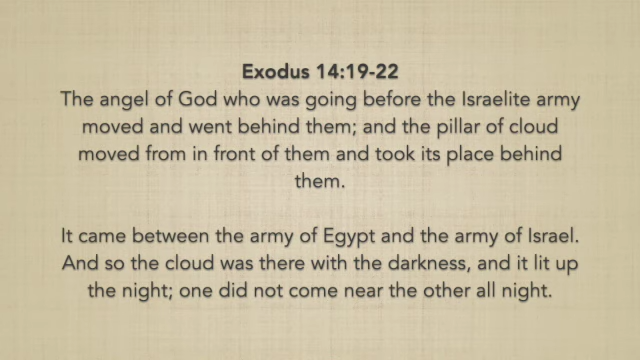 Exodus 14:19-22
The angel of God who was going before the Israelite army
moved and went behind them; and the pillar of cloud
moved from in front of them and took its place behind
them.
It came between the army of Egypt and the army of Israel.
And so the cloud was there with the darkness, and it lit up
the night; one did not come near the other all night.